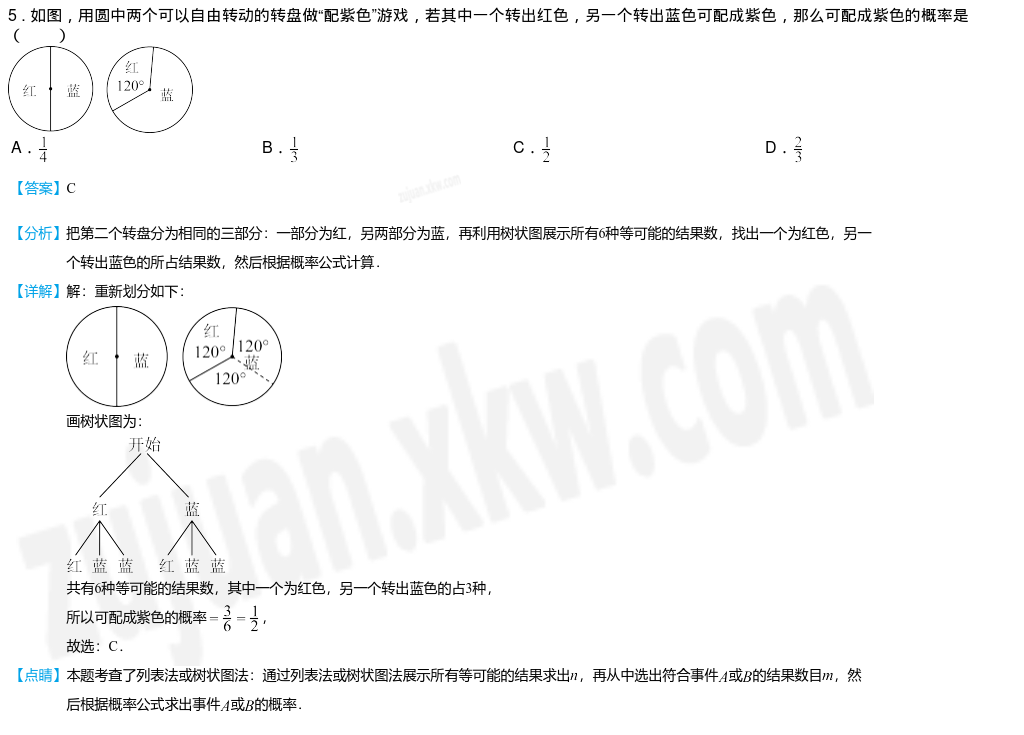 5．如图，用圆中两个可以自由转动的转盘做“配紫色”游戏，若其中一个转出红色，另一个转出蓝色可配成紫色，那么可配成紫色的概率是
（　　）
红 蓝 红 120° 蓝
A．1/4 B．1/3 C．1/2 D．2/3
【答案】C
zujuan.xkw.com
【分析】把第二个转盘分为相同的三部分：一部分为红，另两部分为蓝，再利用树状图展示所有6种等可能的结果数，找出一个为红色，另一
个转出蓝色的所占结果数，然后根据概率公式计算．
【详解】解：重新划分如下：
红 蓝 红 120° 120° 蓝 120°
画树状图为：
开始
红 蓝
红 蓝 蓝 红 蓝 蓝
共有6种等可能的结果数，其中一个为红色，另一个转出蓝色的占3种，
所以可配成紫色的概率＝3/6＝1/2，
故选：C．
【点睛】本题考查了列表法或树状图法：通过列表法或树状图法展示所有等可能的结果求出n，再从中选出符合事件A或B的结果数目m，然
后根据概率公式求出事件A或B的概率．
zujuan.xkw.com